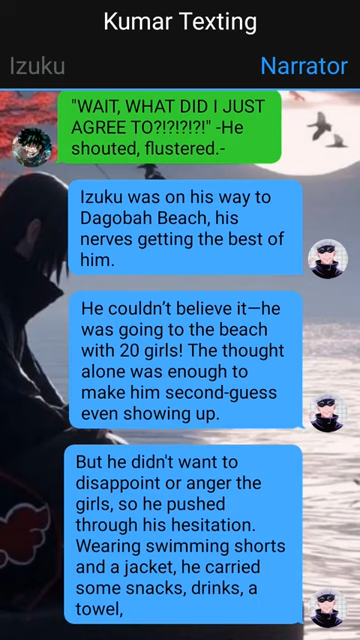 Kumar Texting
Izuku
Narrator
"WAIT, WHAT DID I JUST
AGREE TO?!?!?!?!" -He
shouted, flustered.-
Izuku was on his way to
Dagobah Beach, his
nerves getting the best of
him.
He couldn’t believe it—he
was going to the beach
with 20 girls! The thought
alone was enough to
make him second-guess
even showing up.
But he didn't want to
disappoint or anger the
girls, so he pushed
through his hesitation.
Wearing swimming shorts
and a jacket, he carried
some snacks, drinks, a
towel,